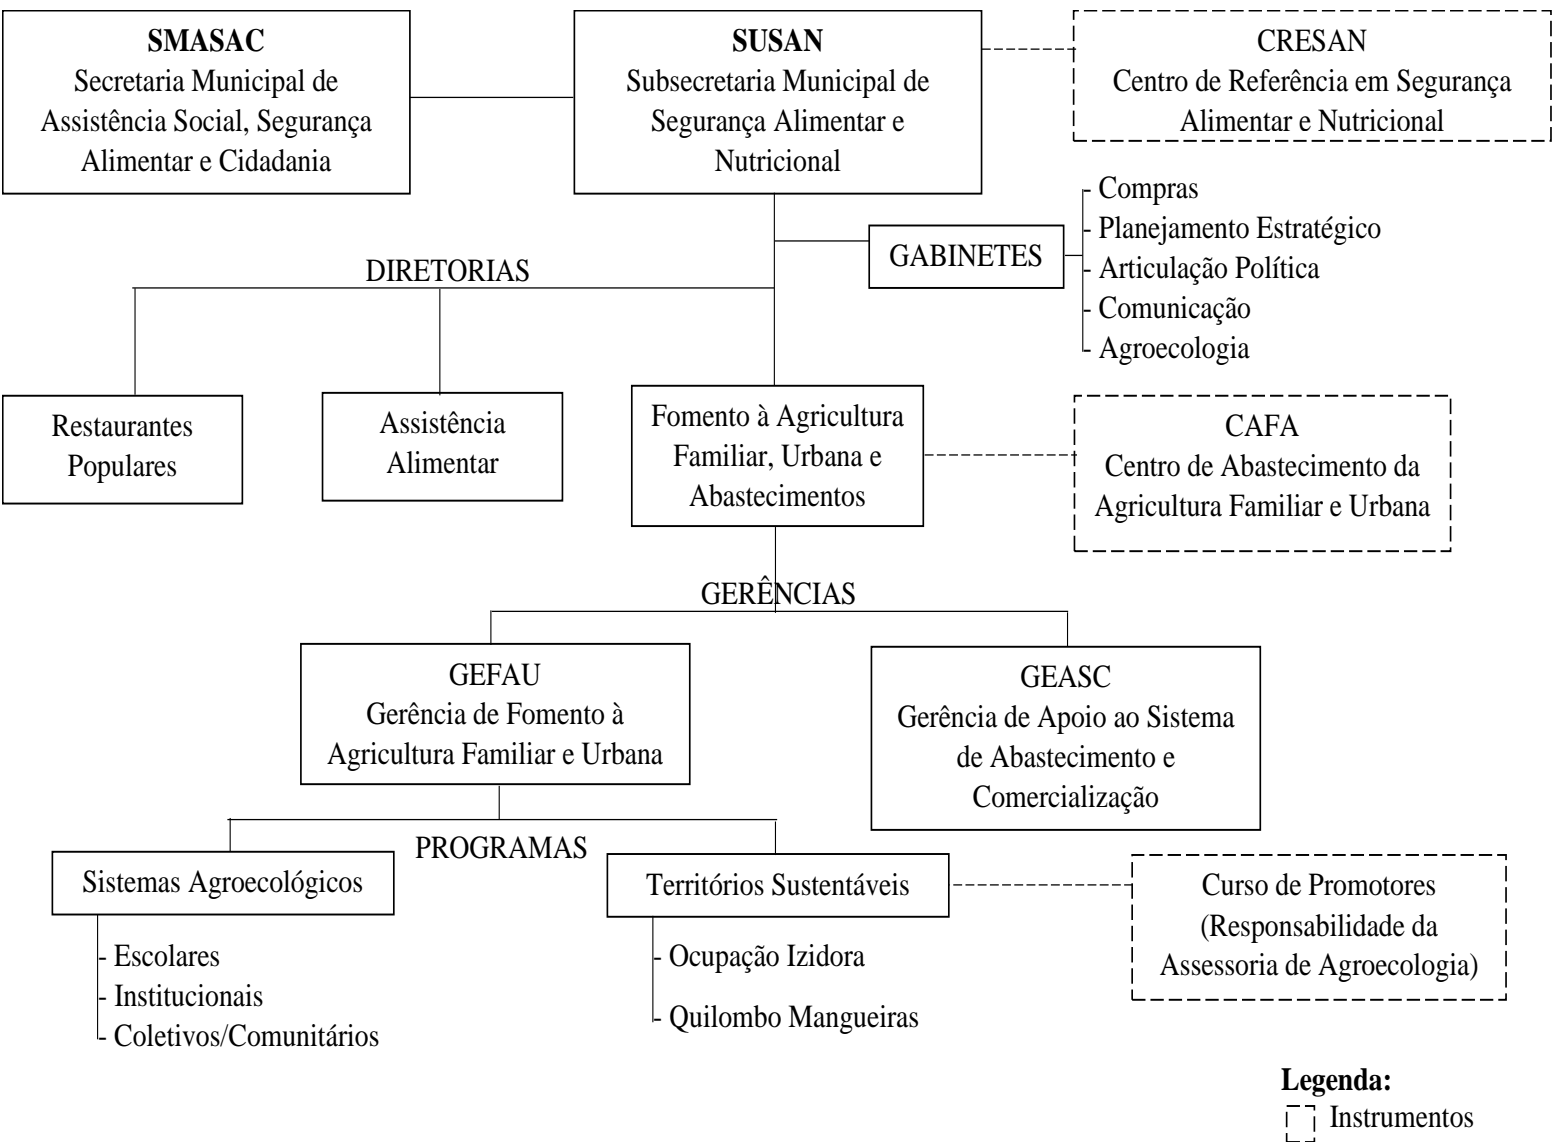 SMASAC
Secretaria Municipal de
Assistência Social, Segurança
Alimentar e Cidadania
SUSAN
Subsecretaria Municipal de
Segurança Alimentar e
Nutricional
CRESAN
Centro de Referência em Segurança
Alimentar e Nutricional
GABINETES
- Compras
- Planejamento Estratégico
- Articulação Política
- Comunicação
- Agroecologia
DIRETORIAS
Restaurantes
Populares
Assistência
Alimentar
Fomento à Agricultura
Familiar, Urbana e
Abastecimentos
CAFA
Centro de Abastecimento da
Agricultura Familiar e Urbana
GERÊNCIAS
GEFAU
Gerência de Fomento à
Agricultura Familiar e Urbana
GEASC
Gerência de Apoio ao Sistema
de Abastecimento e
Comercialização
PROGRAMAS
Sistemas Agroecológicos
- Escolares
- Institucionais
- Coletivos/Comunitários
Territórios Sustentáveis
- Ocupação Izidora
- Quilombo Mangueiras
Curso de Promotores
(Responsabilidade da
Assessoria de Agroecologia)
Legenda:
Instrumentos